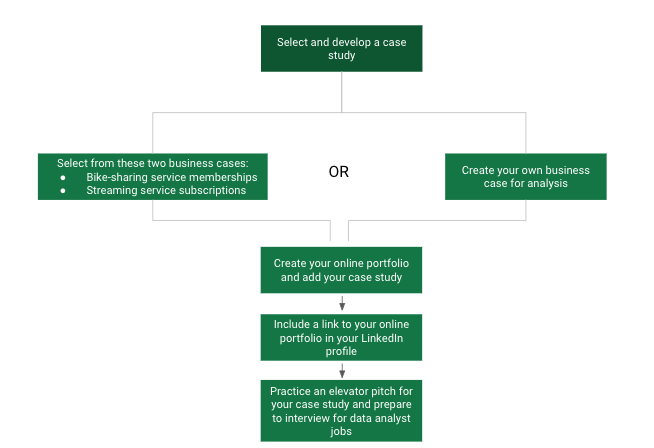 Select and develop a case
study
Select from these two business cases:
● Bike-sharing service memberships
● Streaming service subscriptions
OR
Create your own business
case for analysis
Create your online portfolio
and add your case study
Include a link to your online
portfolio in your LinkedIn
profile
Practice an elevator pitch for
your case study and prepare
to interview for data analyst
jobs